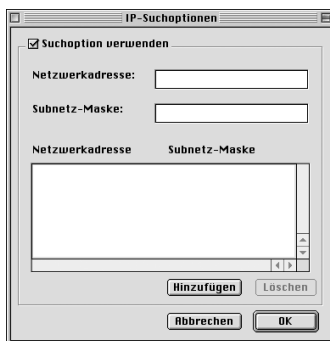 IP-Suchoptionen
Suchoption verwenden
Netzwerkadresse:
Subnetz-Maske:
Netzwerkadresse Subnetz-Maske
Hinzufügen Löschen
Abbrechen OK